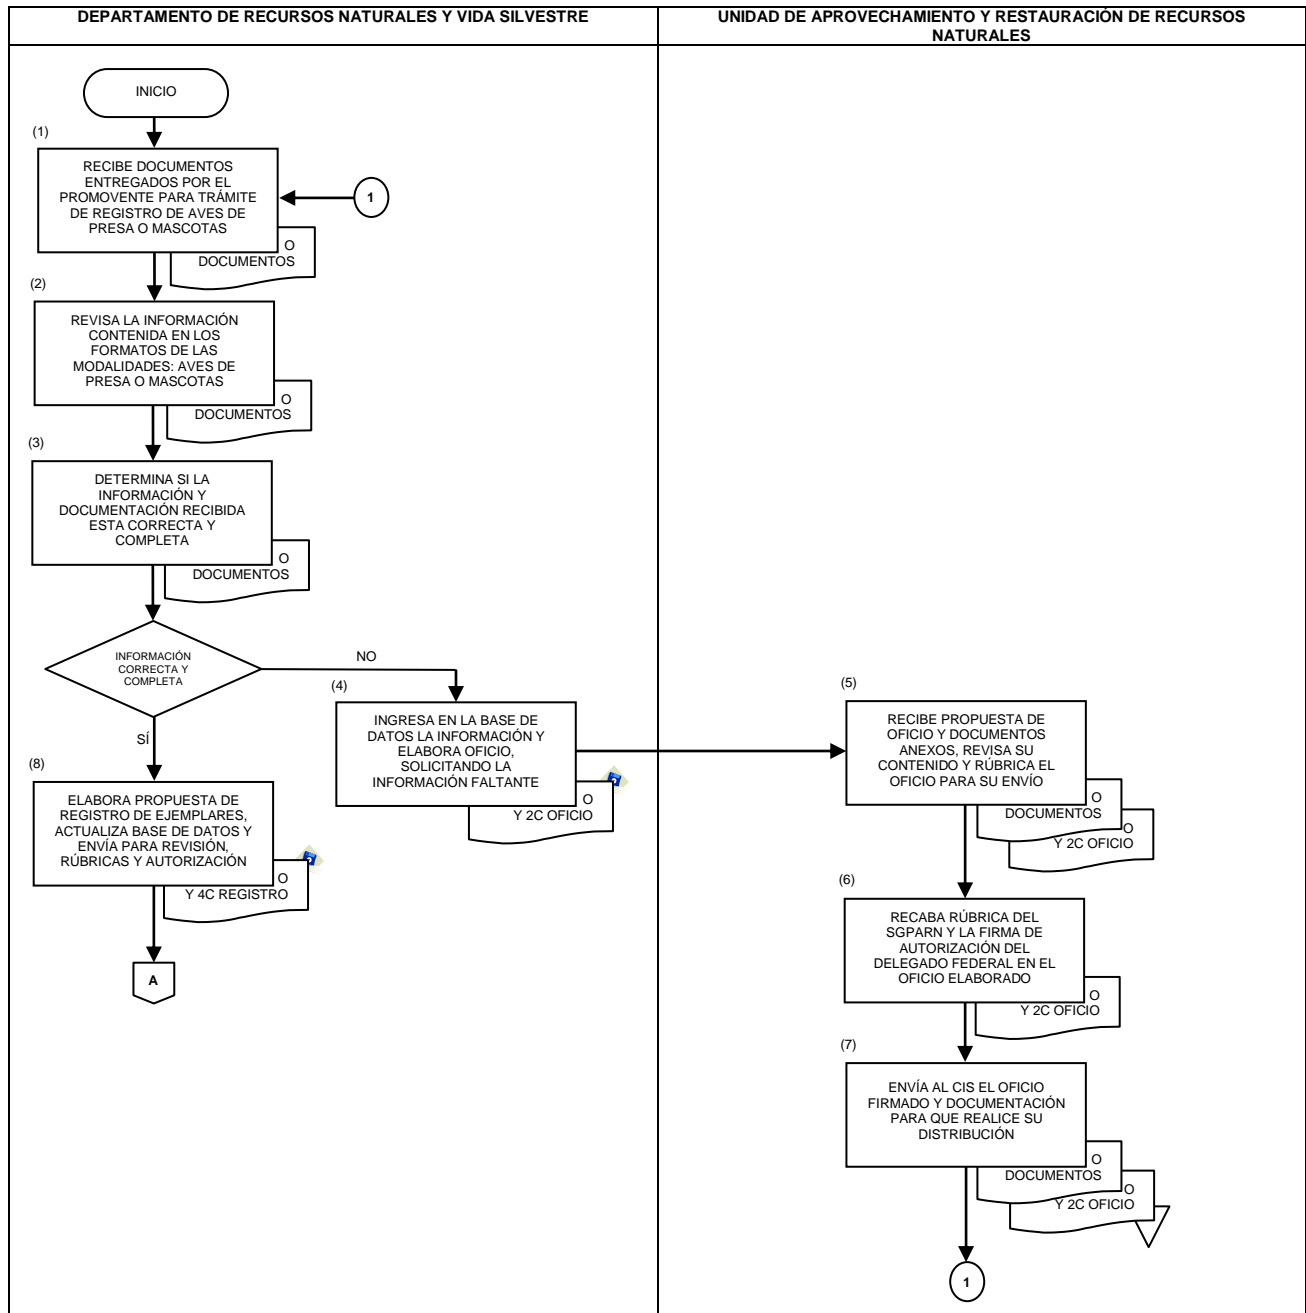 DEPARTAMENTO DE RECURSOS NATURALES Y VIDA SILVESTRE
UNIDAD DE APROVECHAMIENTO Y RESTAURACIÓN DE RECURSOS
NATURALES
INICIO
(1)
RECIBE DOCUMENTOS
ENTREGADOS POR EL
PROMOVENTE PARA TRÁMITE
DE REGISTRO DE AVES DE
PRESA O MASCOTAS
1
O
DOCUMENTOS
(2)
REVISA LA INFORMACIÓN
CONTENIDA EN LOS
FORMATOS DE LAS
MODALIDADES: AVES DE
PRESA O MASCOTAS
O
DOCUMENTOS
(3)
DETERMINA SI LA
INFORMACIÓN Y
DOCUMENTACIÓN RECIBIDA
ESTA CORRECTA Y
COMPLETA
O
DOCUMENTOS
INFORMACIÓN
CORRECTA Y
COMPLETA
NO
SÍ
(4)
INGRESA EN LA BASE DE
DATOS LA INFORMACIÓN Y
ELABORA OFICIO,
SOLICITANDO LA
INFORMACIÓN FALTANTE
O
Y 2C OFICIO
(8)
ELABORA PROPUESTA DE
REGISTRO DE EJEMPLARES,
ACTUALIZA BASE DE DATOS Y
ENVÍA PARA REVISIÓN,
RÚBRICAS Y AUTORIZACIÓN
O
Y 4C REGISTRO
A
(5)
RECIBE PROPUESTA DE
OFICIO Y DOCUMENTOS
ANEXOS, REVISA SU
CONTENIDO Y RÚBRICA EL
OFICIO PARA SU ENVÍO
O
DOCUMENTOS
O
Y 2C OFICIO
(6)
RECABA RÚBRICA DEL
SGPARN Y LA FIRMA DE
AUTORIZACIÓN DEL
DELEGADO FEDERAL EN EL
OFICIO ELABORADO
O
Y 2C OFICIO
(7)
ENVÍA AL CIS EL OFICIO
FIRMADO Y DOCUMENTACIÓN
PARA QUE REALICE SU
DISTRIBUCIÓN
O
DOCUMENTOS
O
Y 2C OFICIO
1